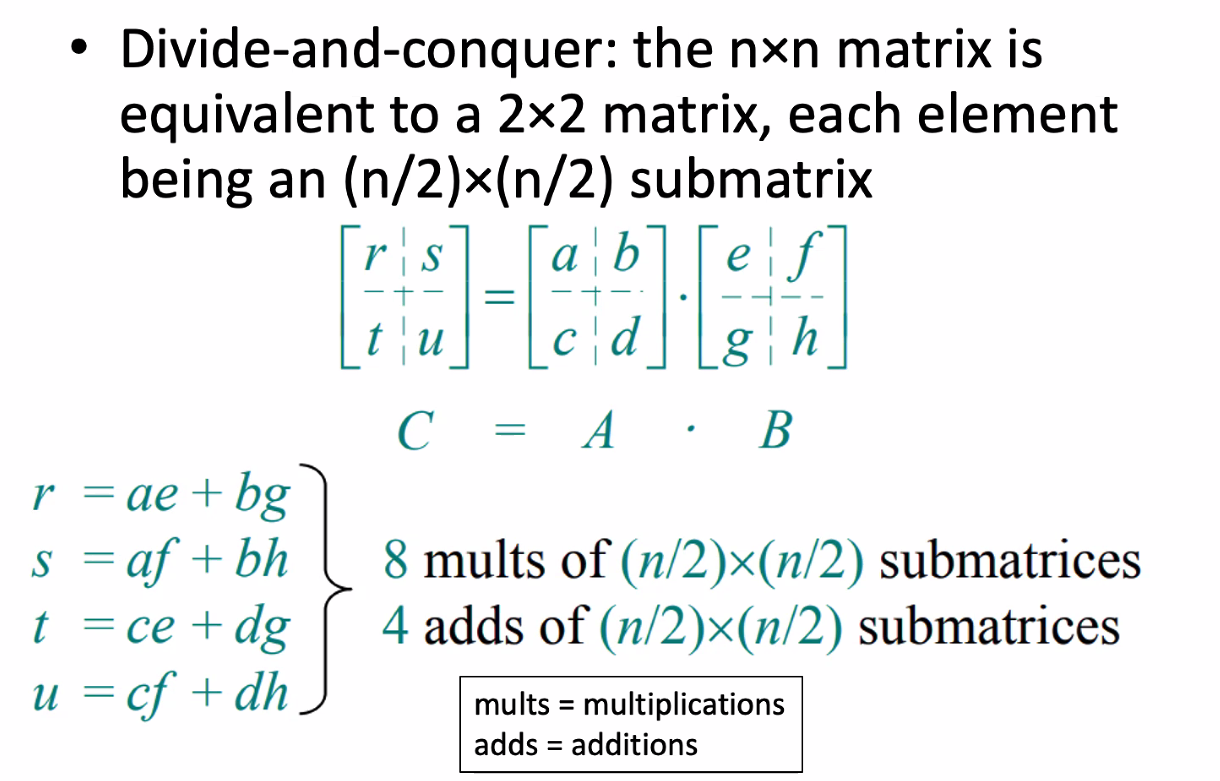 • Divide-and-conquer: the n×n matrix is
equivalent to a 2×2 matrix, each element
being an (n/2)×(n/2) submatrix
[r s] = [a b] · [e f]
[t u] [c d] [g h]
C = A · B
r = ae + bg
s = af + bh
t = ce + dg
u = cf + dh
8 mults of (n/2)×(n/2) submatrices
4 adds of (n/2)×(n/2) submatrices
mults = multiplications
adds = additions